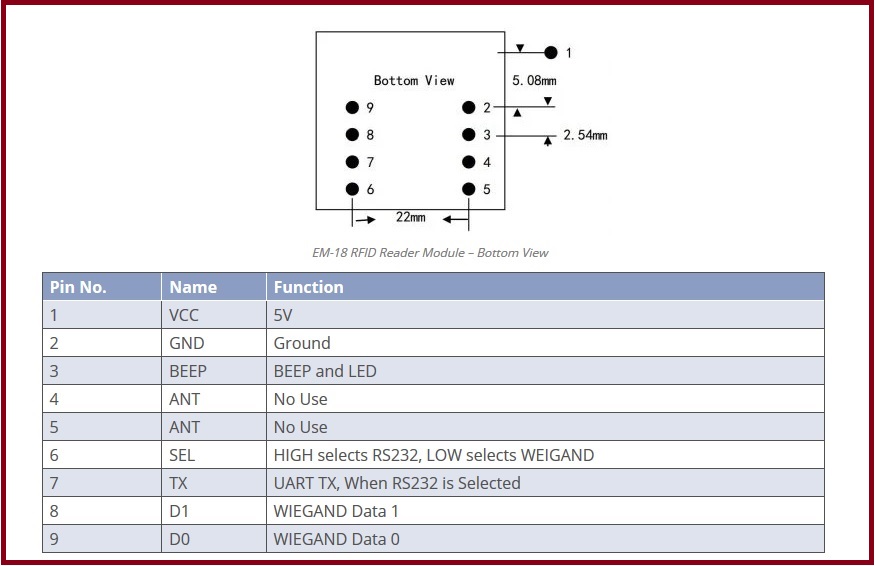 1
Bottom View
5.08mm
9
2
8
3
2.54mm
7
4
6
5
22mm
EM-18 RFID Reader Module – Bottom View
Pin No. Name Function
1 VCC 5V
2 GND Ground
3 BEEP BEEP and LED
4 ANT No Use
5 ANT No Use
6 SEL HIGH selects RS232, LOW selects WEIGAND
7 TX UART TX, When RS232 is Selected
8 D1 WIEGAND Data 1
9 D0 WIEGAND Data 0